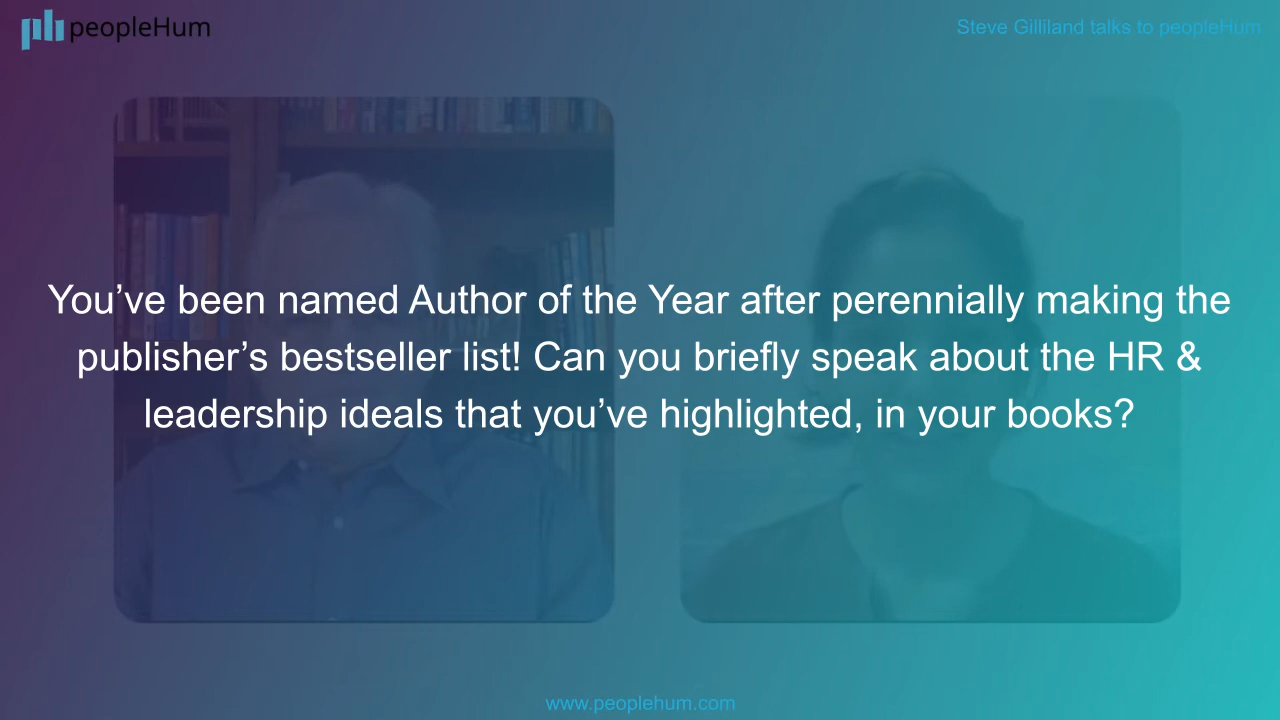 peopleHum
Steve Gilliland talks to peopleHum
You’ve been named Author of the Year after perennially making the
publisher’s bestseller list! Can you briefly speak about the HR &
leadership ideals that you’ve highlighted, in your books?
www.peoplehum.com